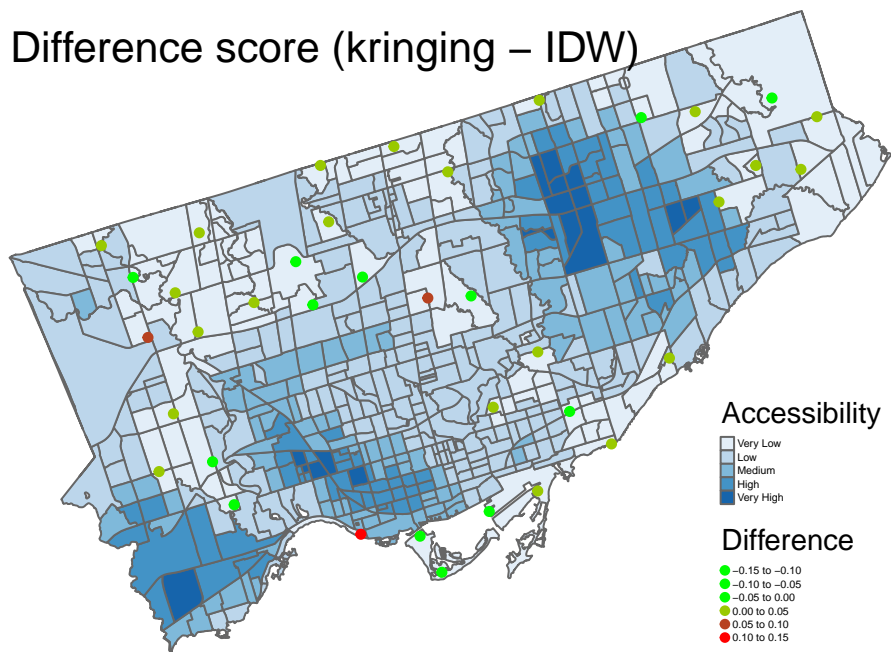 Difference score (kringing – IDW)
Accessibility
Very Low
Low
Medium
High
Very High
Difference
−0.15 to −0.10
−0.10 to −0.05
−0.05 to 0.00
0.00 to 0.05
0.05 to 0.10
0.10 to 0.15